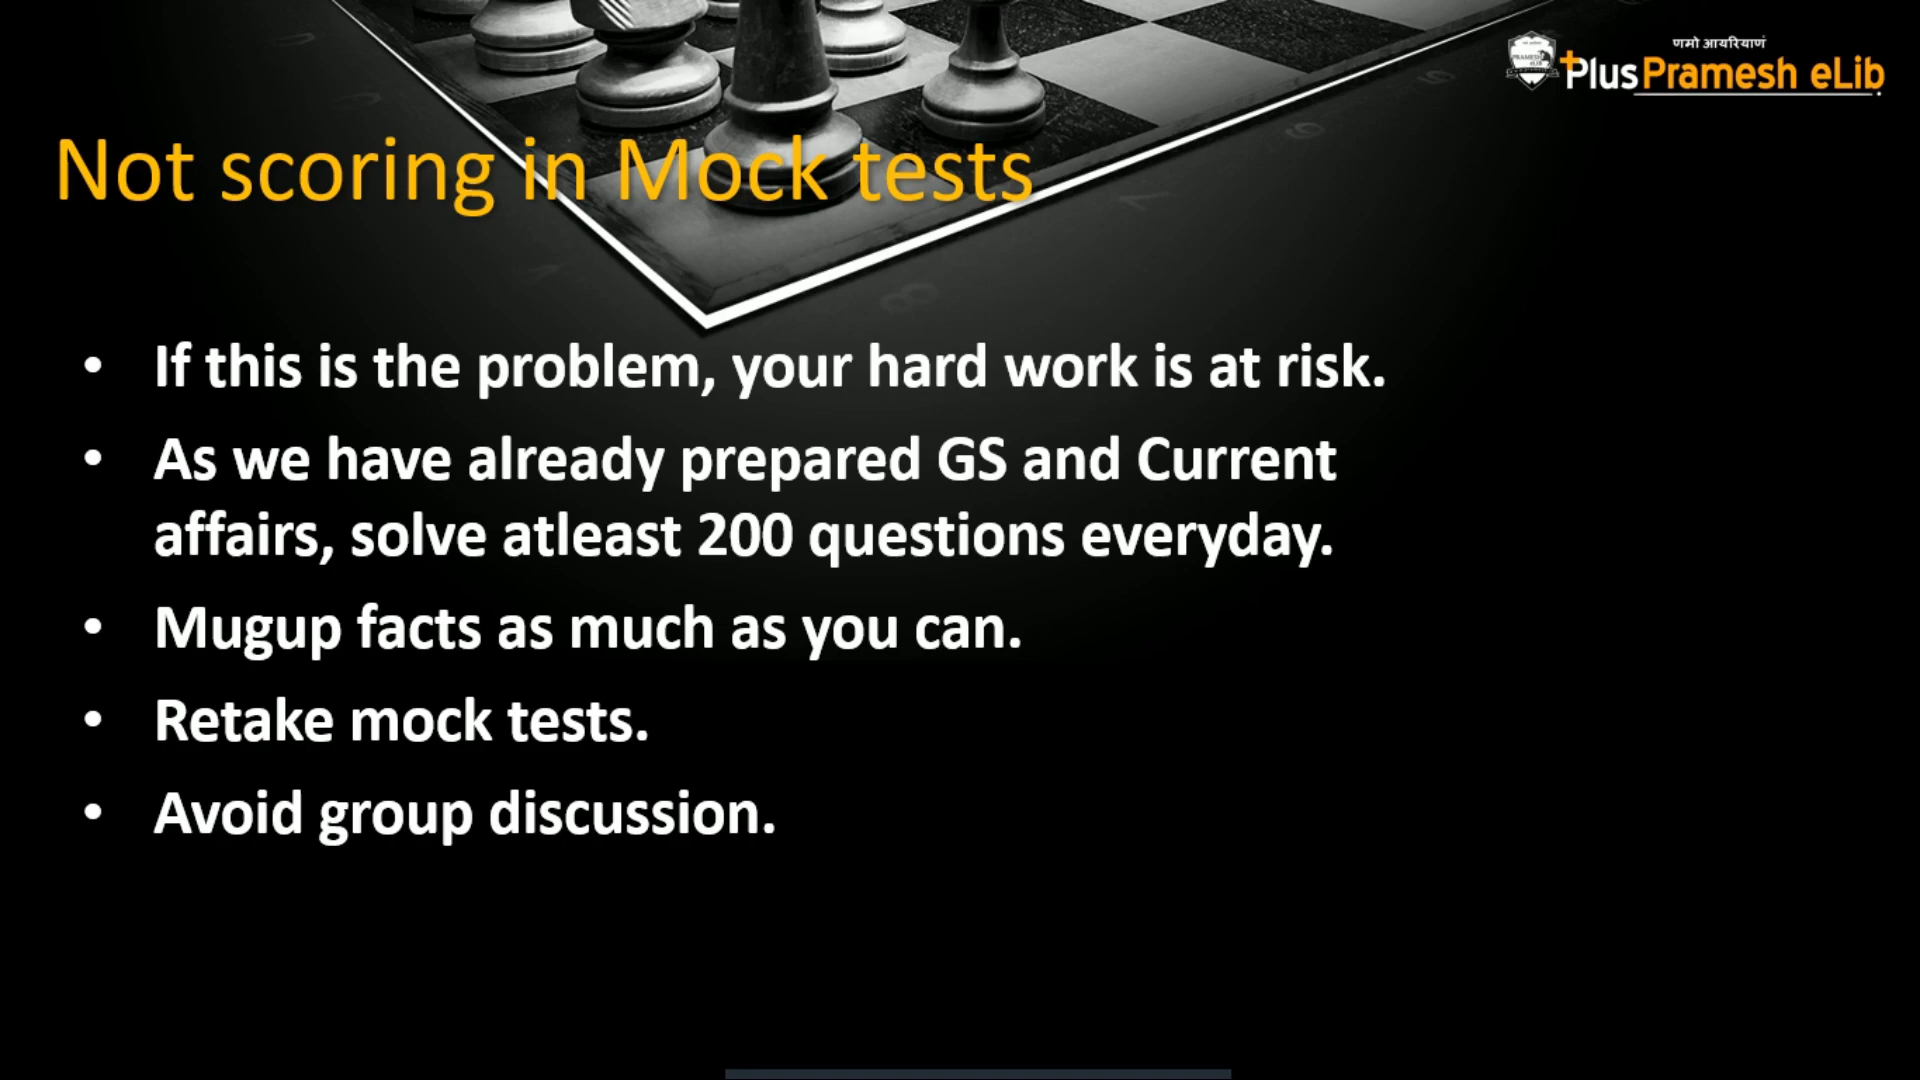 णमो आयरियाणं
Plus Pramesh eLib
Not scoring in Mock tests
• If this is the problem, your hard work is at risk.
• As we have already prepared GS and Current
affairs, solve atleast 200 questions everyday.
• Mugup facts as much as you can.
• Retake mock tests.
• Avoid group discussion.